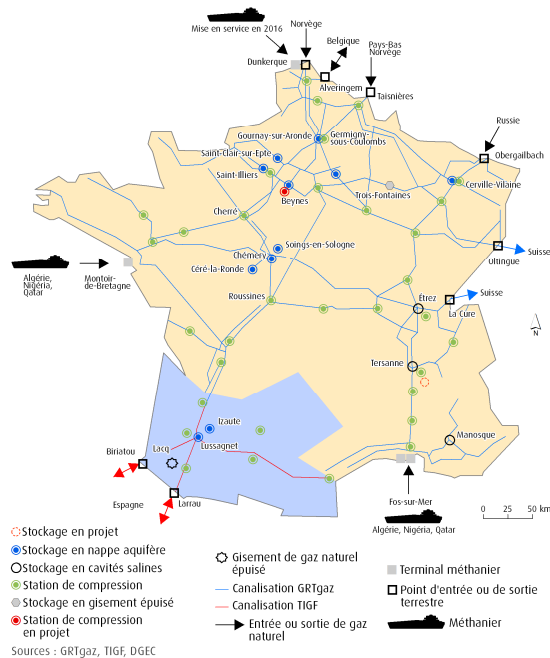 Norvège
Mise en service en 2016
Belgique
Dunkerque
Pays-Bas
Norvège
Alveringem
Taisnières
Russie
Gournay-sur-Aronde
Germigny-
sous-Coulombs
Saint-Clair-sur-Epte
Obergailbach
Saint-Illiers
Beynes
Trois-Fontaines
Cerville-Vilaine
Cherré
Soings-en-Sologne
Chémery
Céré-la-Ronde
Oltingue
Suisse
Algérie,
Nigéria,
Qatar
Montoir-
de-Bretagne
Roussines
Étrez
Suisse
La Cure
N
Tersanne
Izaute
Lacq
Lussagnet
Manosque
Biriatou
Espagne
Larrau
Fos-sur-Mer
Algérie, Nigéria, Qatar
0 25 50 km
Stockage en projet
Stockage en nappe aquifère
Stockage en cavités salines
Station de compression
Stockage en gisement épuisé
Station de compression
en projet
Gisement de gaz naturel
épuisé
Canalisation GRTgaz
Canalisation TIGF
Entrée ou sortie de gaz
naturel
Terminal méthanier
Point d'entrée ou de sortie
terrestre
Méthanier
Sources : GRTgaz, TIGF, DGEC